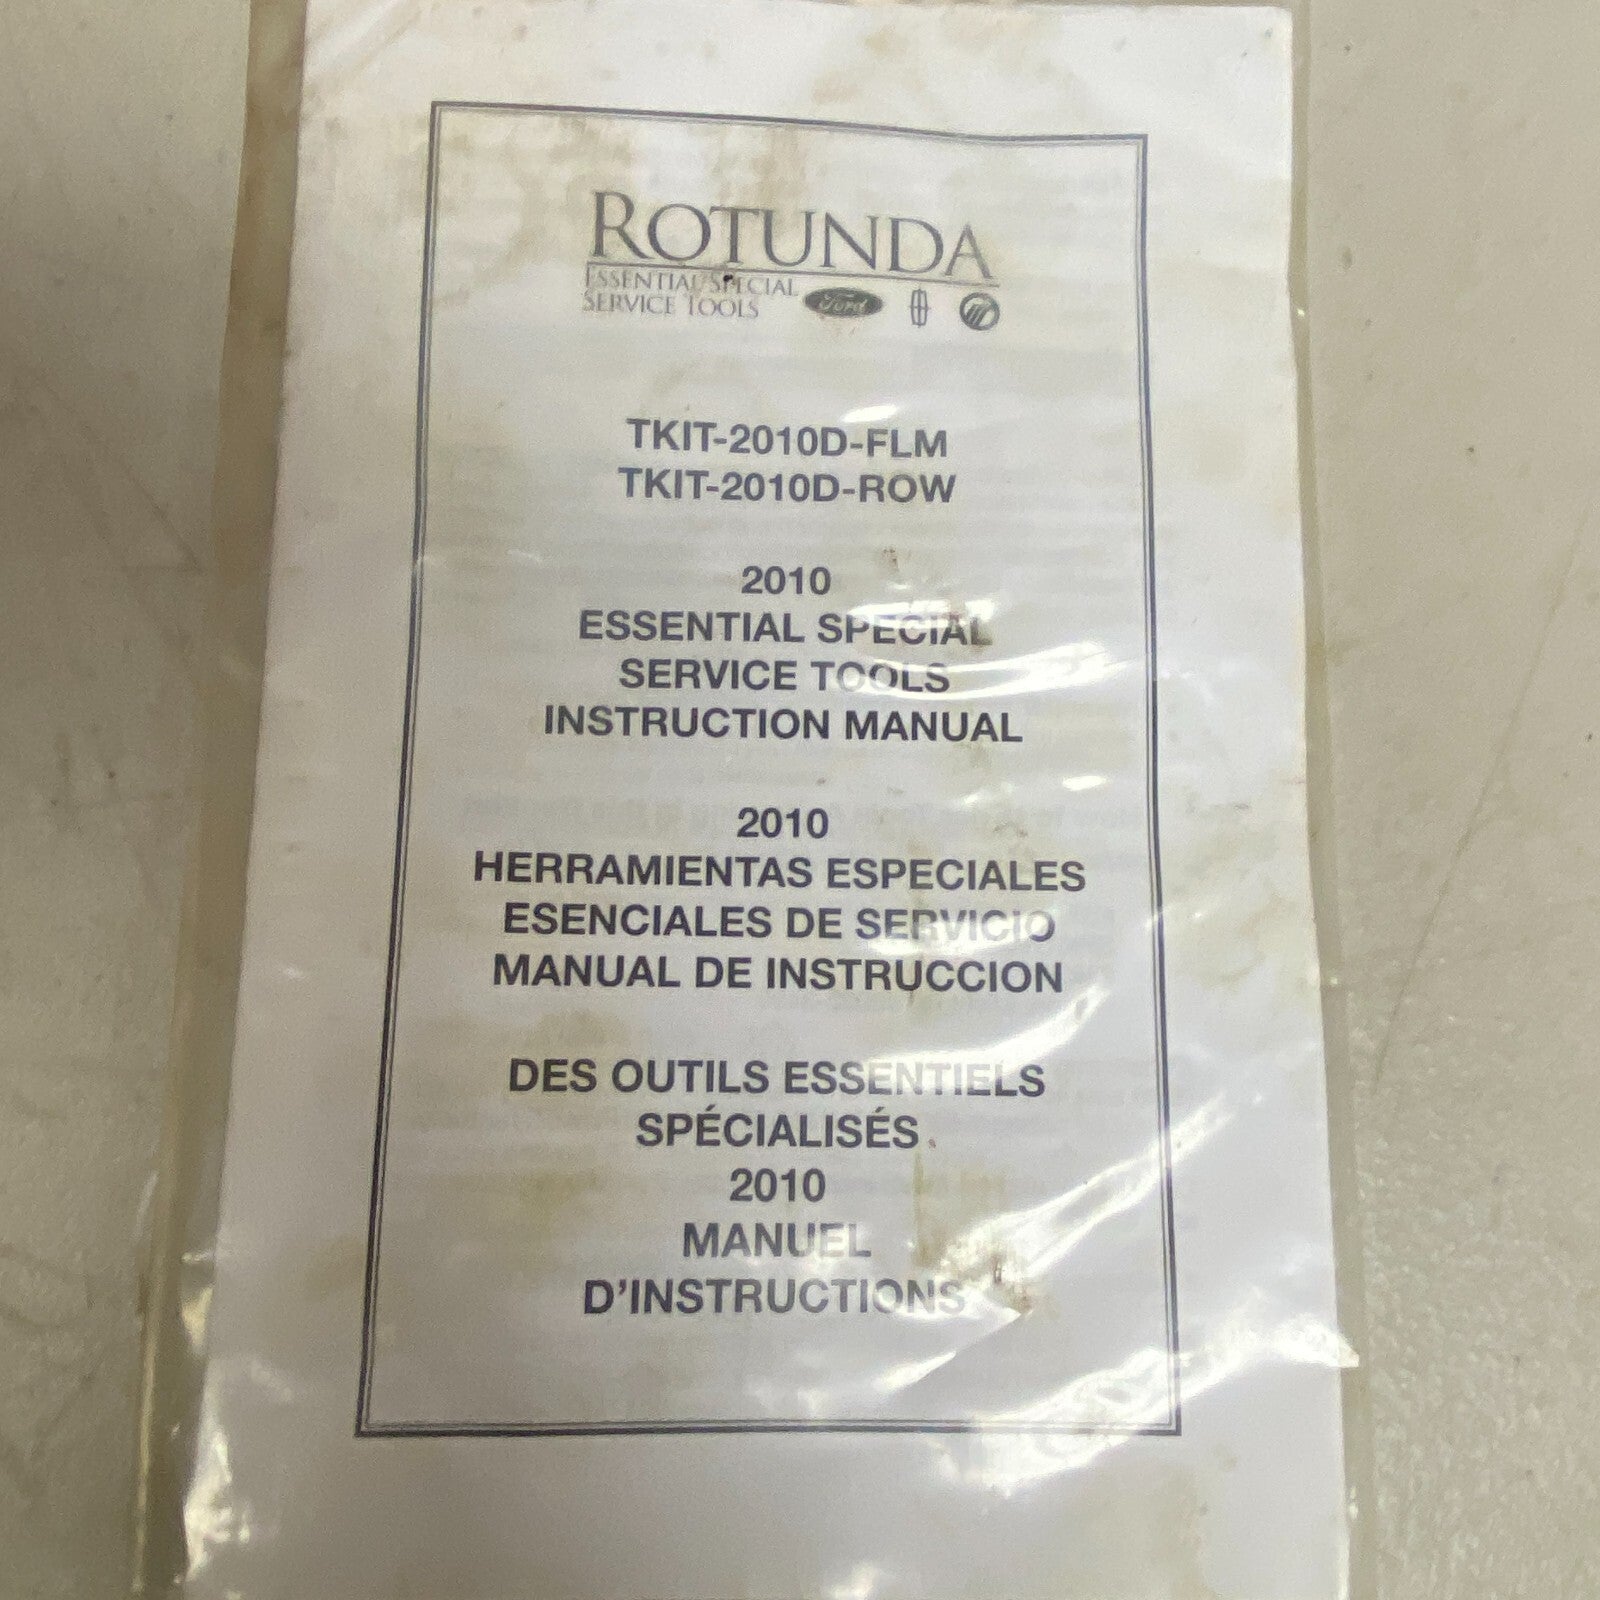 ROTUNDA
ESSENTIAL SPECIAL
SERVICE TOOLS
Ford
TKIT-2010D-FLM
TKIT-2010D-ROW
2010
ESSENTIAL SPECIAL
SERVICE TOOLS
INSTRUCTION MANUAL
2010
HERRAMIENTAS ESPECIALES
ESENCIALES DE SERVICIO
MANUAL DE INSTRUCCION
DES OUTILS ESSENTIELS
SPÉCIALISÉS
2010
MANUEL
D'INSTRUCTIONS